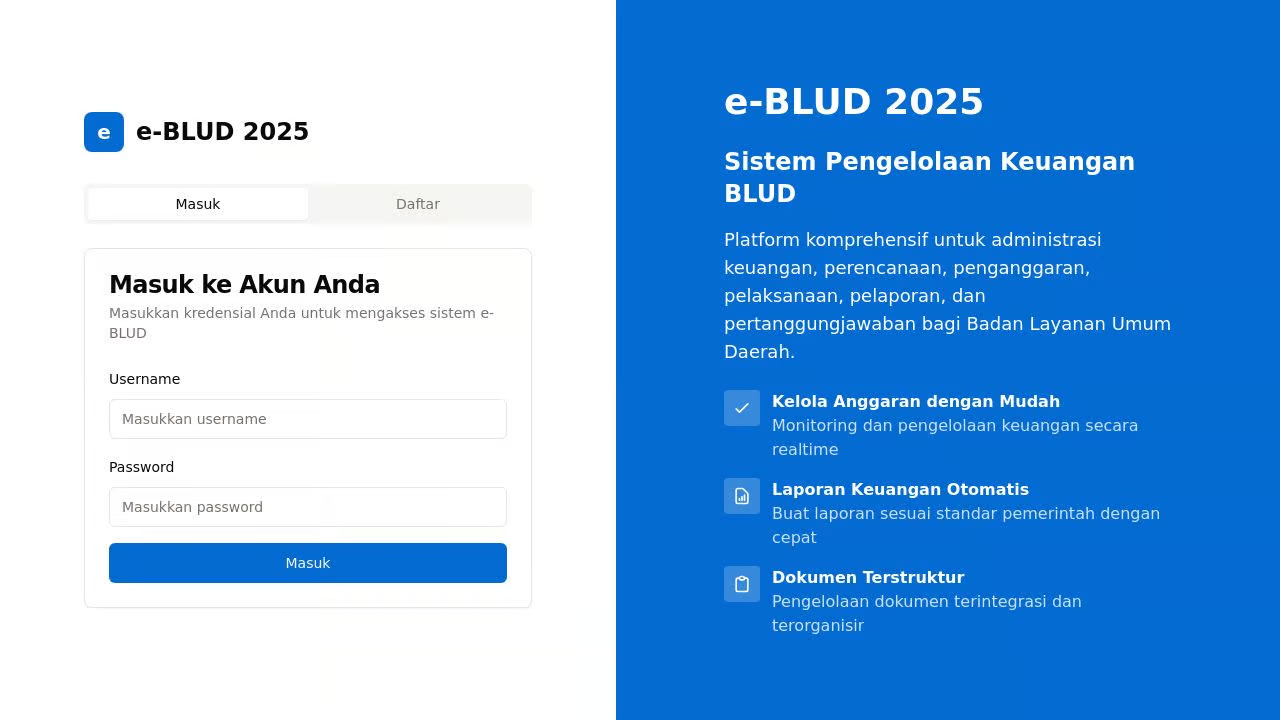 e e-BLUD 2025
Masuk Daftar
Masuk ke Akun Anda
Masukkan kredensial Anda untuk mengakses sistem e-
BLUD
Username
Masukkan username
Password
Masukkan password
Masuk
e-BLUD 2025
Sistem Pengelolaan Keuangan
BLUD
Platform komprehensif untuk administrasi
keuangan, perencanaan, penganggaran,
pelaksanaan, pelaporan, dan
pertanggungjawaban bagi Badan Layanan Umum
Daerah.
Kelola Anggaran dengan Mudah
Monitoring dan pengelolaan keuangan secara
realtime
Laporan Keuangan Otomatis
Buat laporan sesuai standar pemerintah dengan
cepat
Dokumen Terstruktur
Pengelolaan dokumen terintegrasi dan
terorganisir